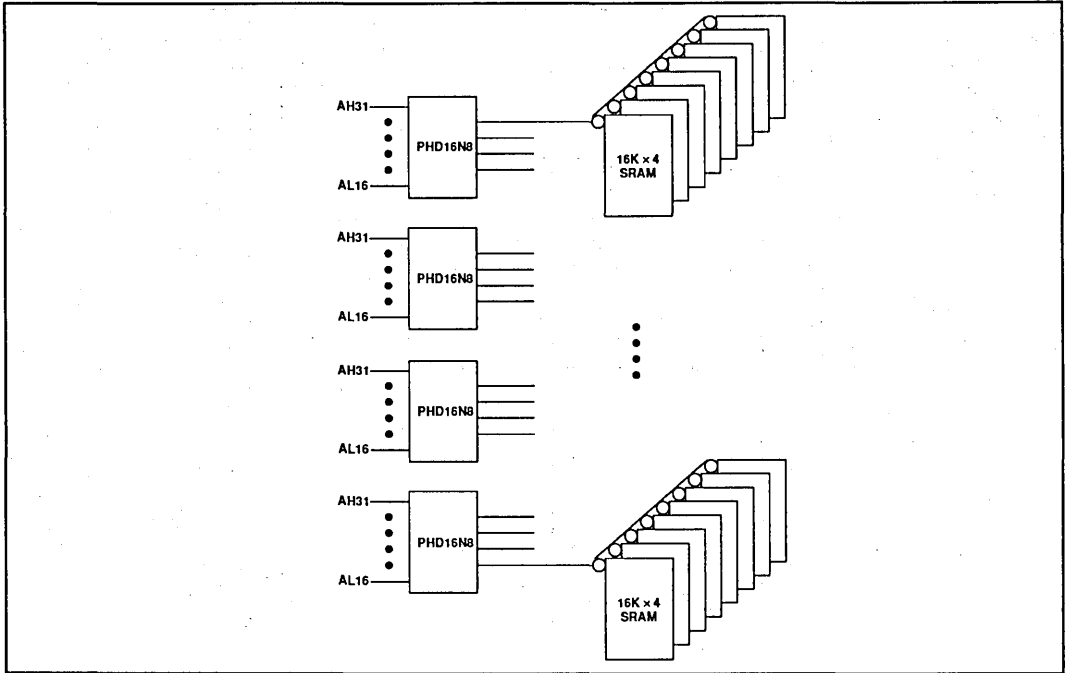 AH31
PHD16N8
AL16
16K × 4
SRAM
AH31
PHD16N8
AL16
AH31
PHD16N8
AL16
AH31
PHD16N8
AL16
16K × 4
SRAM